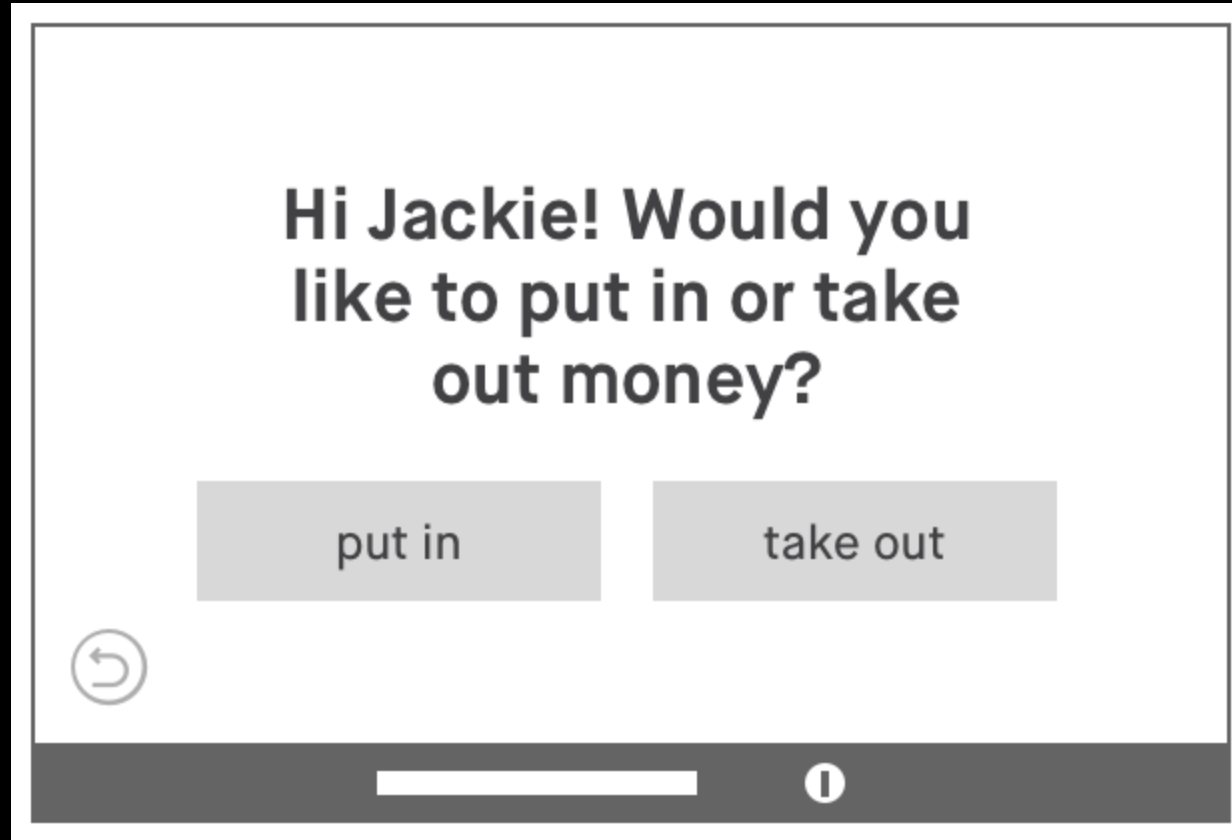 Hi Jackie! Would you
like to put in or take
out money?
put in
take out